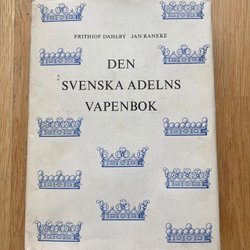 FRITHIOF DAHLBY JAN RANEKE
DEN
SVENSKA ADELNS
VAPENBOK